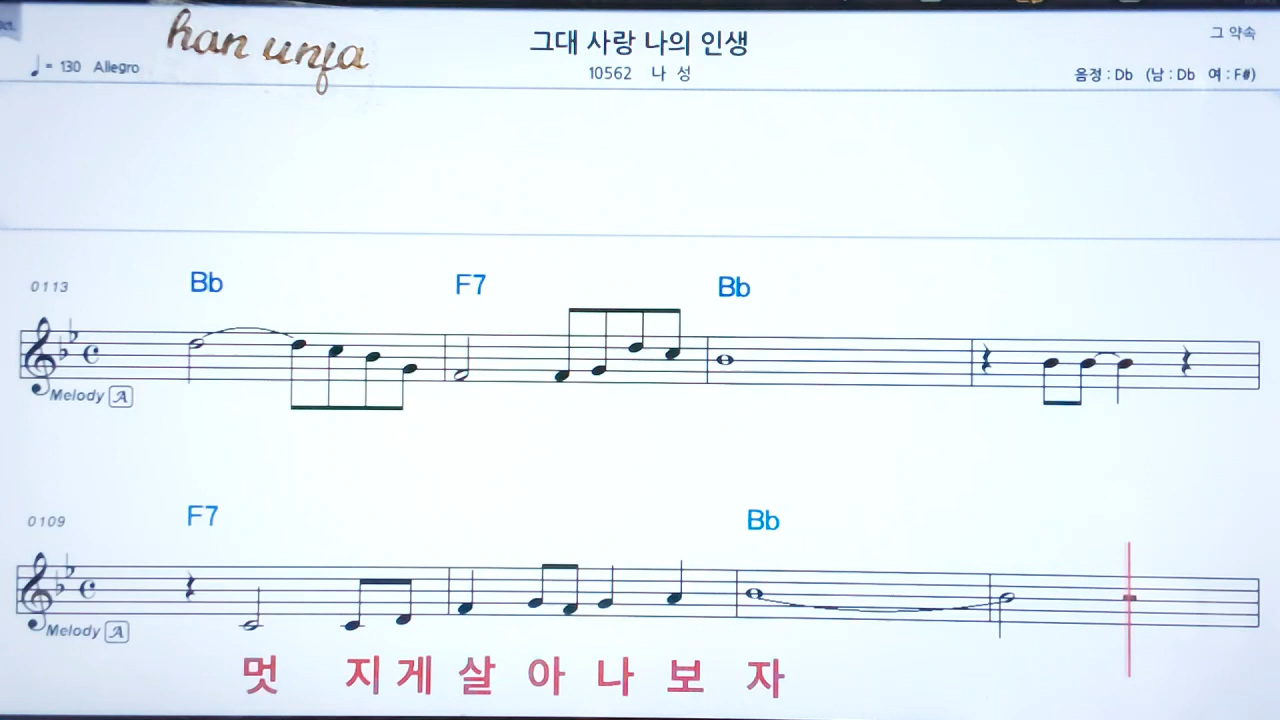 han unja
그대 사랑 나의 인생
그 약속
♩= 130 Allegro
10562 나 성
음정 : Db (남 : Db 여 : F#)
0113
Bb F7 Bb
Melody A
0109
F7 Bb
Melody A
멋 지게 살 아 나 보 자